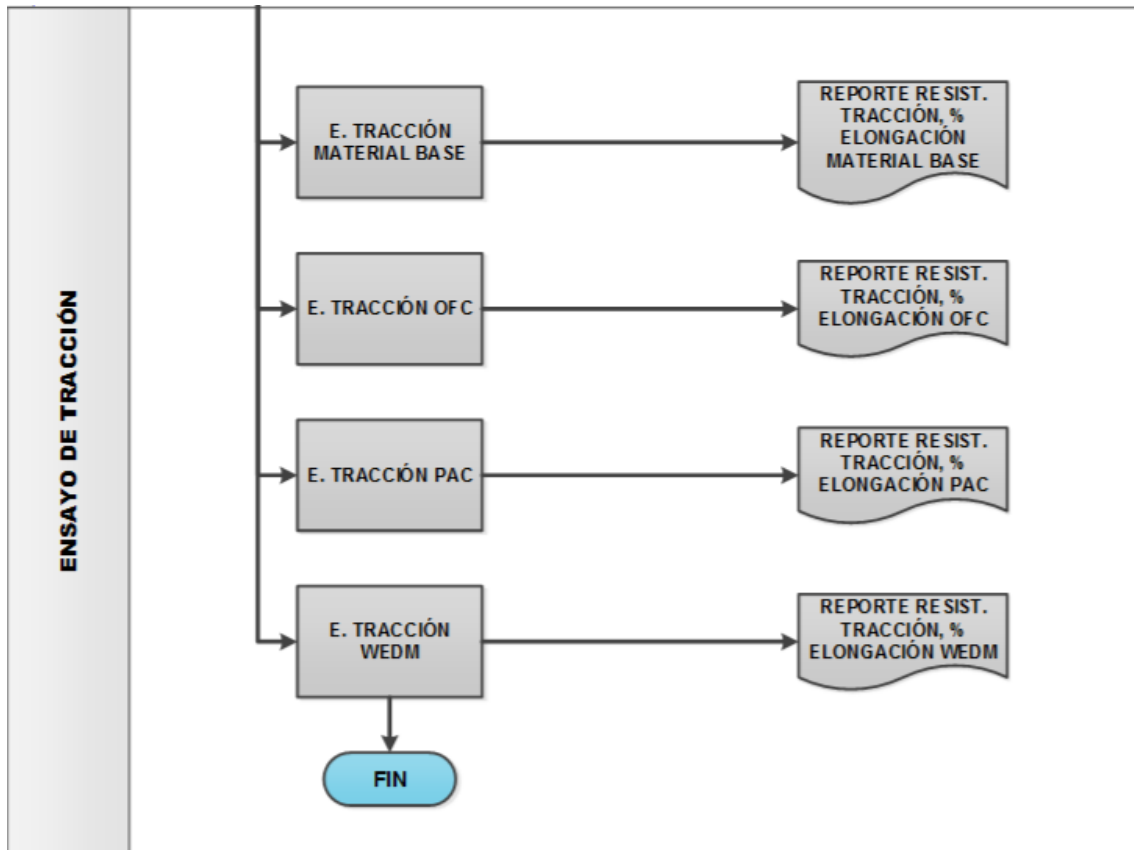 ENSAYO DE TRACCIÓN
E. TRACCIÓN
MATERIAL BASE
REPORTE RESIST.
TRACCIÓN, %
ELONGACIÓN
MATERIAL BASE
E. TRACCIÓN OFC
REPORTE RESIST.
TRACCIÓN, %
ELONGACIÓN OFC
E. TRACCIÓN PAC
REPORTE RESIST.
TRACCIÓN, %
ELONGACIÓN PAC
E. TRACCIÓN
WEDM
REPORTE RESIST.
TRACCIÓN, %
ELONGACIÓN WEDM
FIN